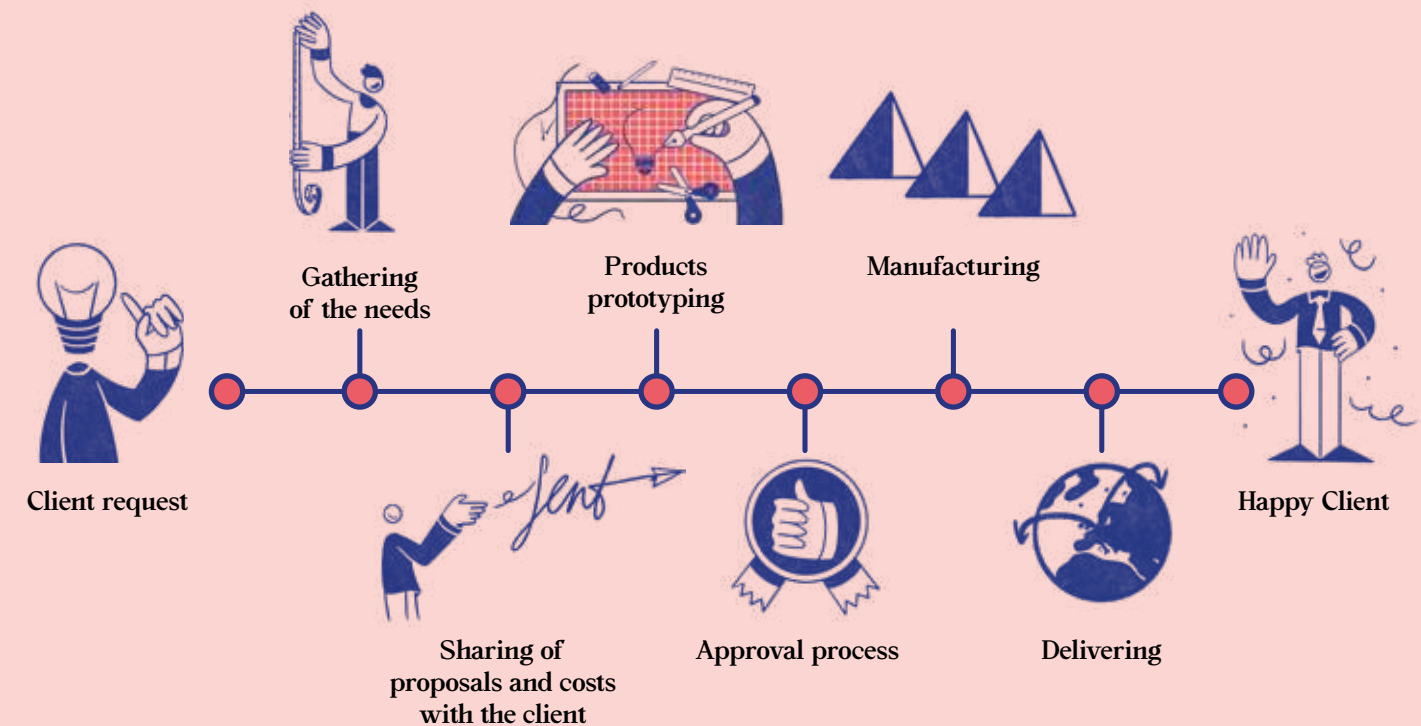 Client request
Gathering
of the needs
Sent
Sharing of
proposals and costs
with the client
Products
prototyping
Approval process
Manufacturing
Delivering
Happy Client